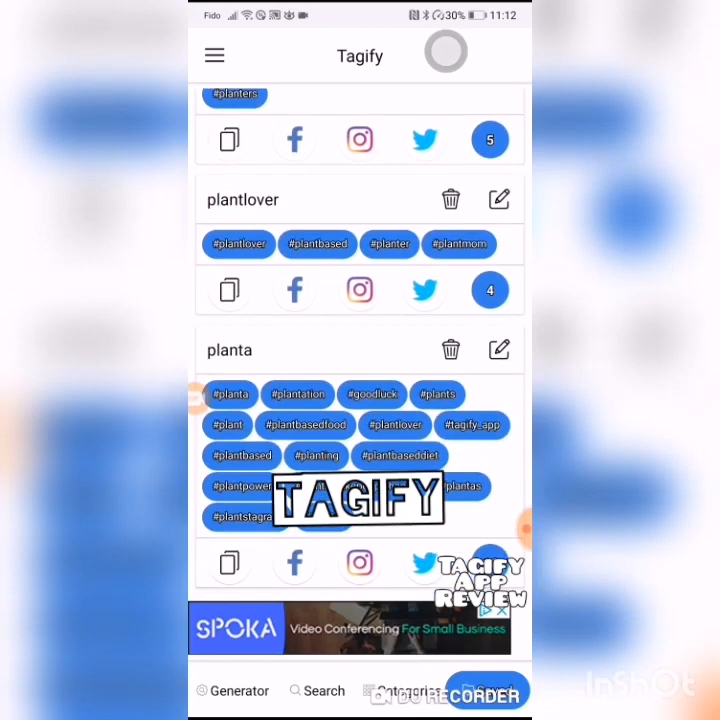 Fido 30% 11:12
Tagify
#planters
5
plantlover
#plantlover #plantbased #planter #plantmom
4
planta
#planta #plantation #goodluck #plants
#plant #plantbasedfood #plantlover #tagify_app
#plantbased #planting #plantbaseddiet
#plantpower #plantas
TAGIFY
#plantstagra
TAGIFY
APP
REVIEW
SPOKA Video Conferencing For Small Business
Generator Search Categories Saved
DU RECORDER
InShOt